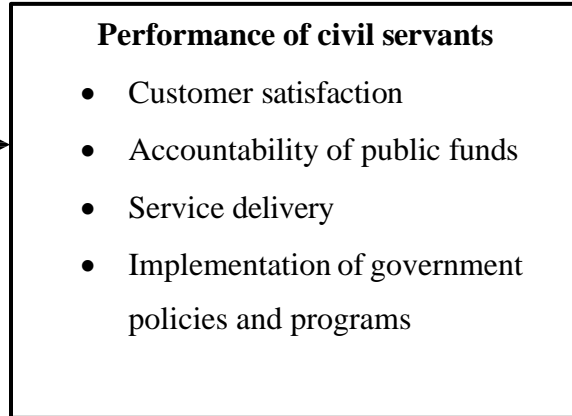 Performance of civil servants
• Customer satisfaction
• Accountability of public funds
• Service delivery
• Implementation of government
policies and programs